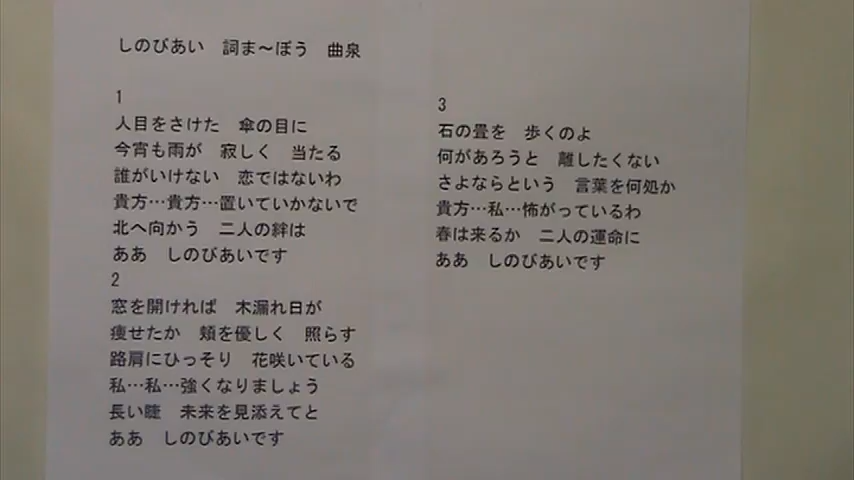 しのびあい　詞ま～ぼう　曲泉
1
人目をさけた　傘の目に
今宵も雨が　寂しく　当たる
誰がいけない　恋ではないわ
貴方…貴方…置いていかないで
北へ向かう　二人の絆は
ああ　しのびあいです
2
窓を開ければ　木漏れ日が
痩せたか　頬を優しく　照らす
路肩にひっそり　花咲いている
私…私…強くなりましょう
長い睫　未来を見添えてと
ああ　しのびあいです
3
石の畳を　歩くのよ
何があろうと　離したくない
さよならという　言葉を何処か
貴方…私…怖がっているわ
春は来るか　二人の運命に
ああ　しのびあいです